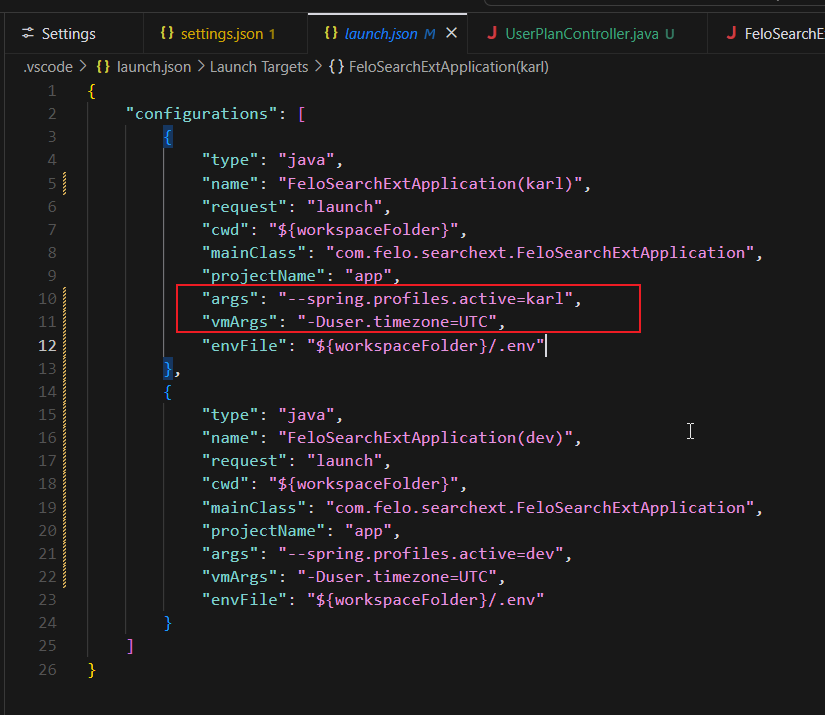 Settings {} settings.json 1 {} launch.json M × J UserPlanController.java U J FeloSearchE
.vscode > {} launch.json > Launch Targets > {} FeloSearchExtApplication(karl)
1 {
2 "configurations": [
3 {
4 "type": "java",
5 "name": "FeloSearchExtApplication(karl)",
6 "request": "launch",
7 "cwd": "${workspaceFolder}",
8 "mainClass": "com.felo.searchext.FeloSearchExtApplication",
9 "projectName": "app",
10 "args": "--spring.profiles.active=karl",
11 "vmArgs": "-Duser.timezone=UTC",
12 "envFile": "${workspaceFolder}/.env"
13 },
14 {
15 "type": "java",
16 "name": "FeloSearchExtApplication(dev)",
17 "request": "launch",
18 "cwd": "${workspaceFolder}",
19 "mainClass": "com.felo.searchext.FeloSearchExtApplication",
20 "projectName": "app",
21 "args": "--spring.profiles.active=dev",
22 "vmArgs": "-Duser.timezone=UTC",
23 "envFile": "${workspaceFolder}/.env"
24 }
25 ]
26 }